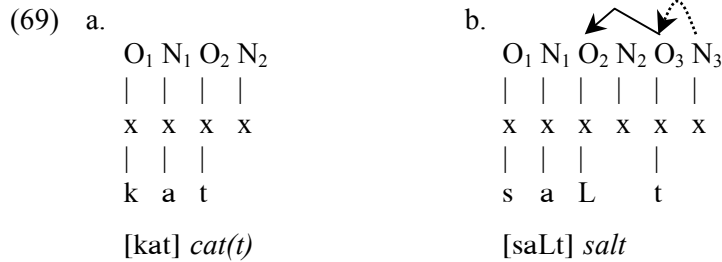 (69) a. b.
O₁ N₁ O₂ N₂ O₁ N₁ O₂ N₂ O₃ N₃
| | | | | | | | | |
x x x x x x x x x x
| | | | | | |
k a t s a L t
[kat] cat(t) [saLt] salt